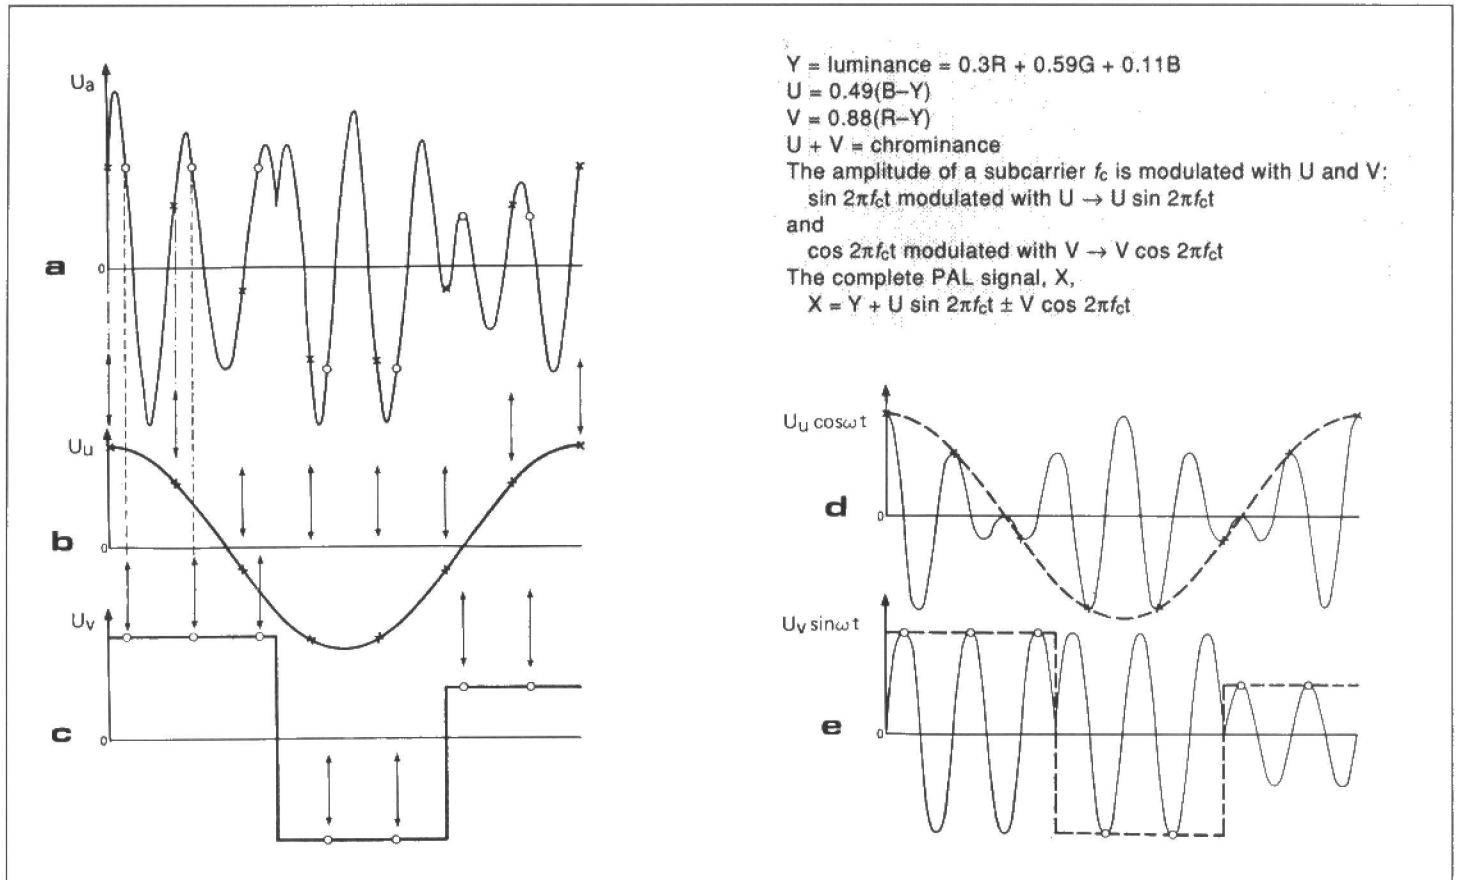 Y = luminance = 0.3R + 0.59G + 0.11B
U = 0.49(B–Y)
V = 0.88(R–Y)
U + V = chrominance
The amplitude of a subcarrier fc is modulated with U and V:
sin 2πfct modulated with U → U sin 2πfct
and
cos 2πfct modulated with V → V cos 2πfct
The complete PAL signal, X,
X = Y + U sin 2πfct ± V cos 2πfct
Ua
a
0
Uu
b
0
Uv
c
0
Uu cosωt
d
0
Uv sinωt
e
0